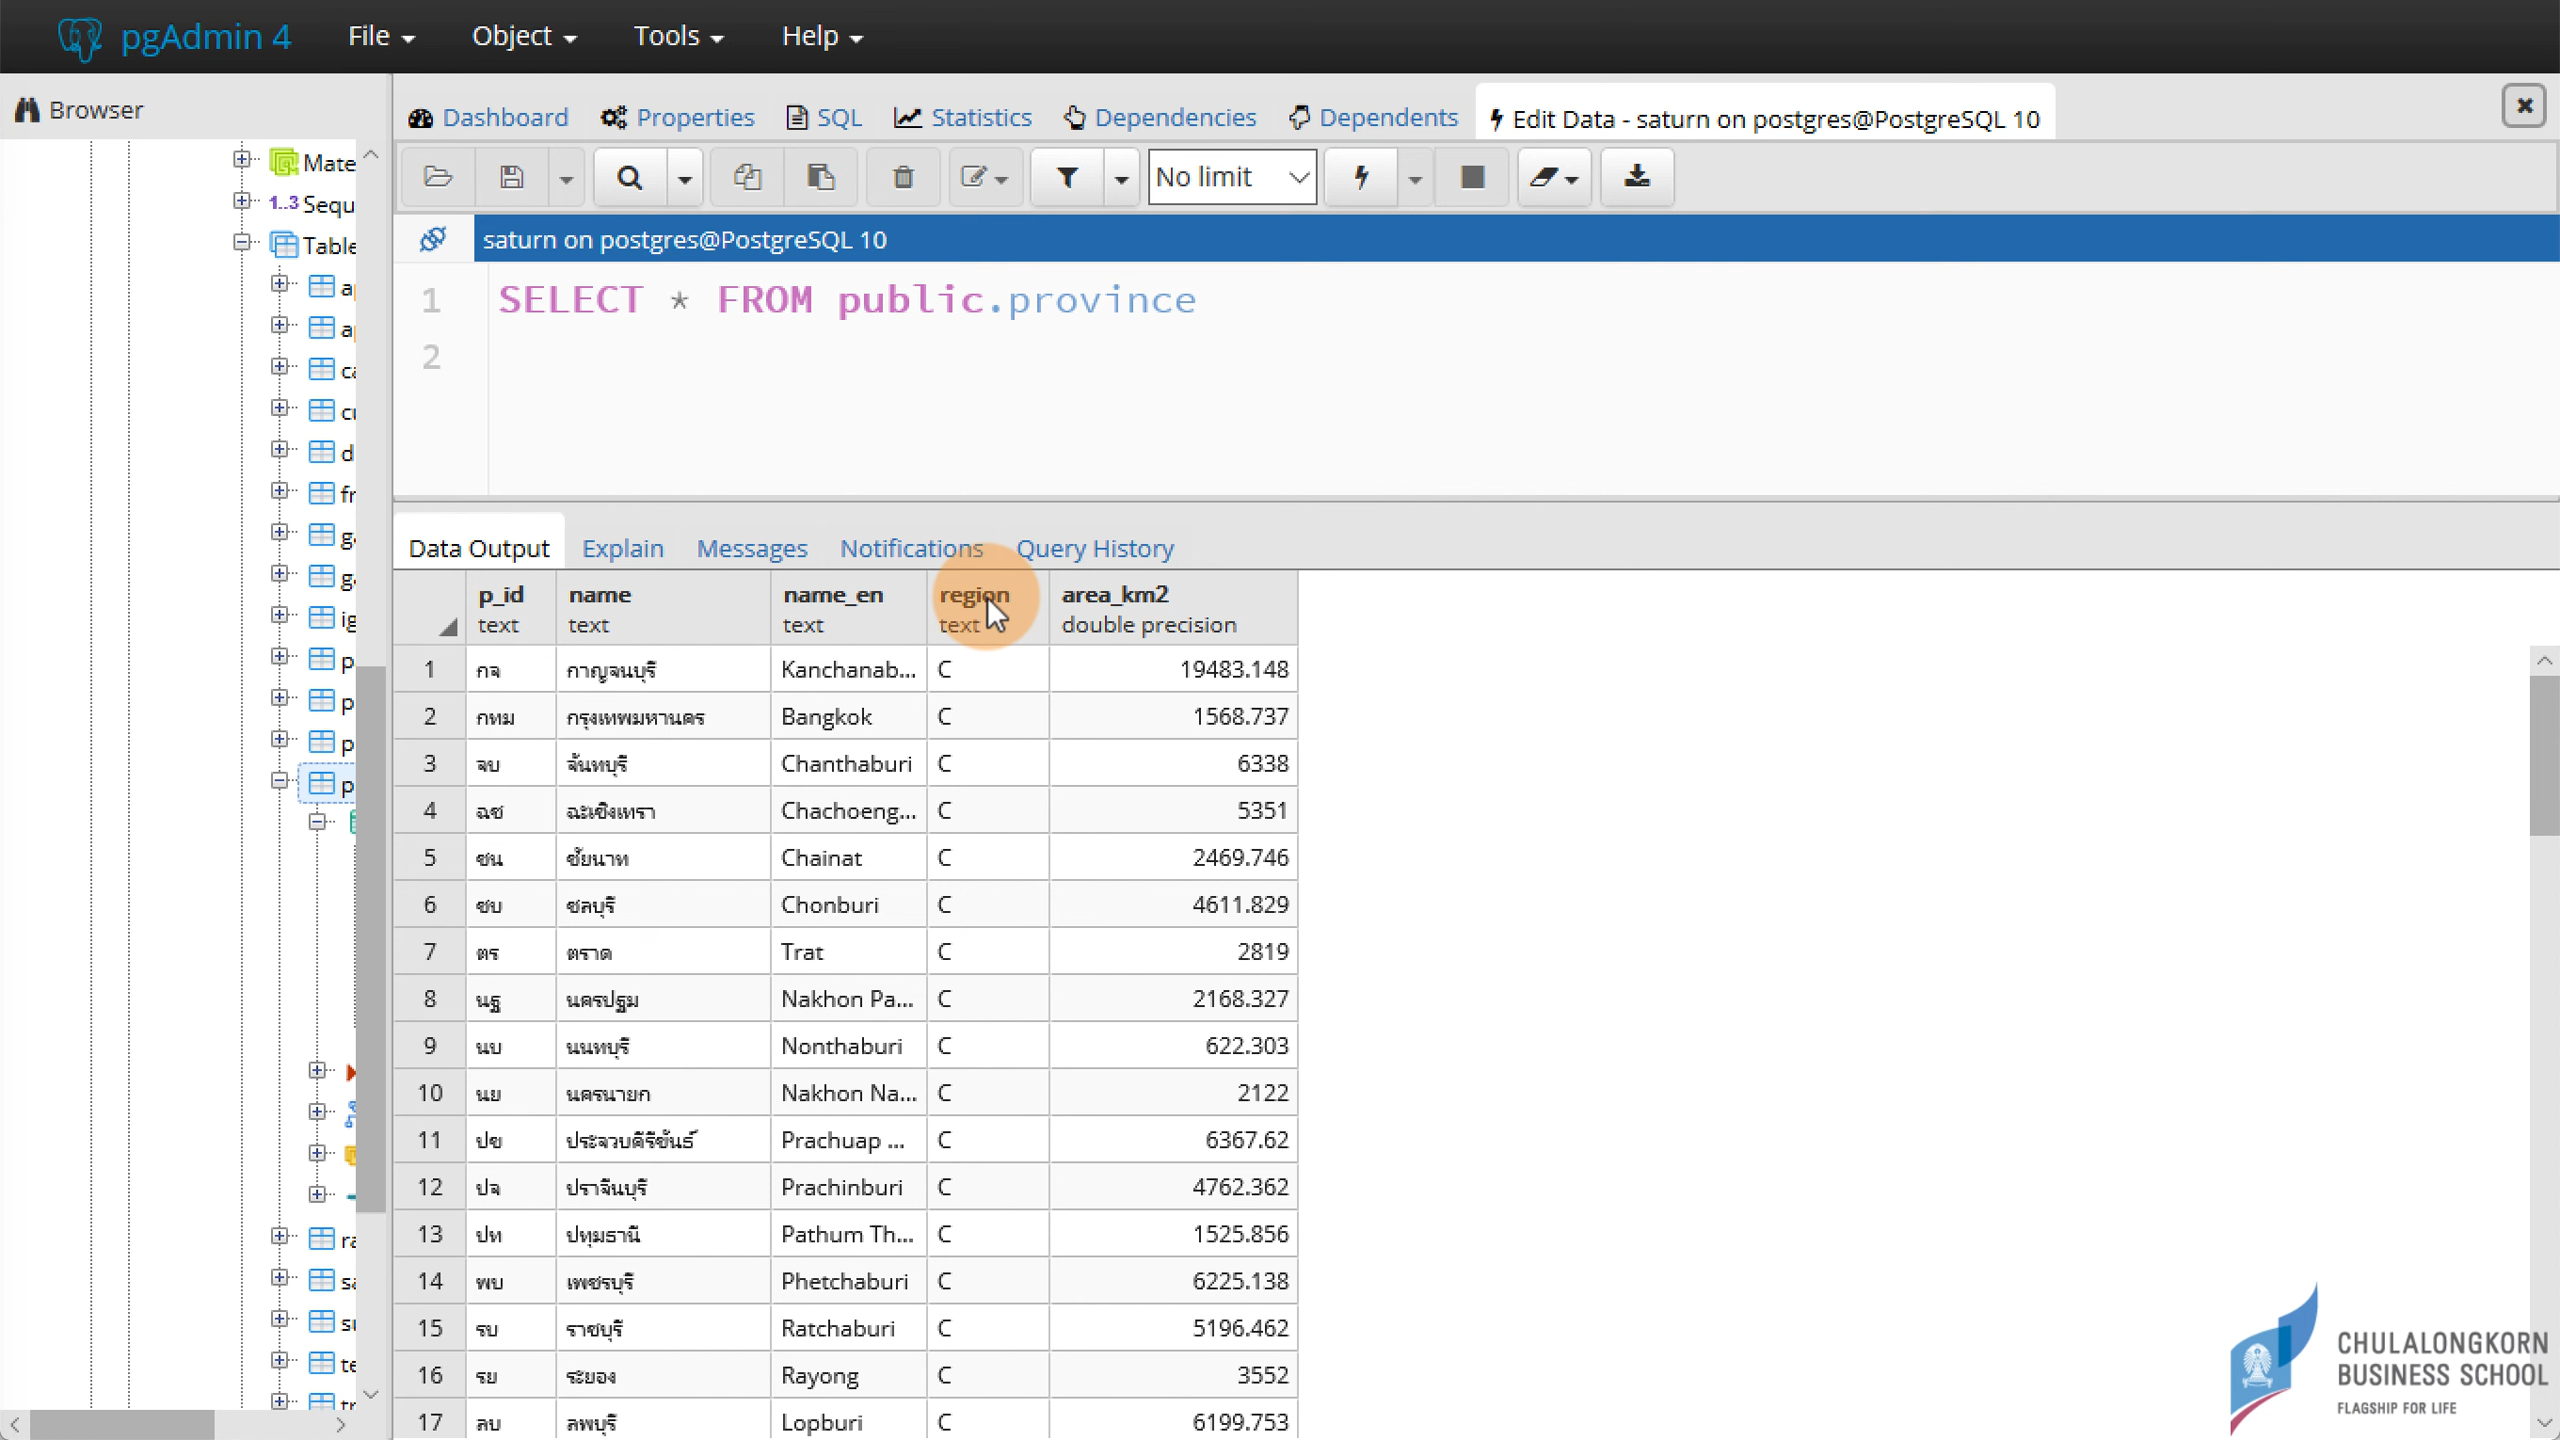 pgAdmin 4 File Object Tools Help
Browser
Dashboard Properties SQL Statistics Dependencies Dependents Edit Data - saturn on postgres@PostgreSQL 10
No limit
Mate
1..3 Sequ
Table
saturn on postgres@PostgreSQL 10
1 SELECT * FROM public.province
2
Data Output Explain Messages Notifications Query History
p_id name name_en region area_km2
text text text text double precision
1 กจ กาญจนบุรี Kanchanab... C 19483.148
2 กทม กรุงเทพมหานคร Bangkok C 1568.737
3 จบ จันทบุรี Chanthaburi C 6338
4 ฉช ฉะเชิงเทรา Chachoeng... C 5351
5 ชน ชัยนาท Chainat C 2469.746
6 ชบ ชลบุรี Chonburi C 4611.829
7 ตร ตราด Trat C 2819
8 นฐ นครปฐม Nakhon Pa... C 2168.327
9 นบ นนทบุรี Nonthaburi C 622.303
10 นย นครนายก Nakhon Na... C 2122
11 ปข ประจวบคีรีขันธ์ Prachuap ... C 6367.62
12 ปจ ปราจีนบุรี Prachinburi C 4762.362
13 ปท ปทุมธานี Pathum Th... C 1525.856
14 พบ เพชรบุรี Phetchaburi C 6225.138
15 รบ ราชบุรี Ratchaburi C 5196.462
16 รย ระยอง Rayong C 3552
17 ลบ ลพบุรี Lopburi C 6199.753
CHULALONGKORN
BUSINESS SCHOOL
FLAGSHIP FOR LIFE